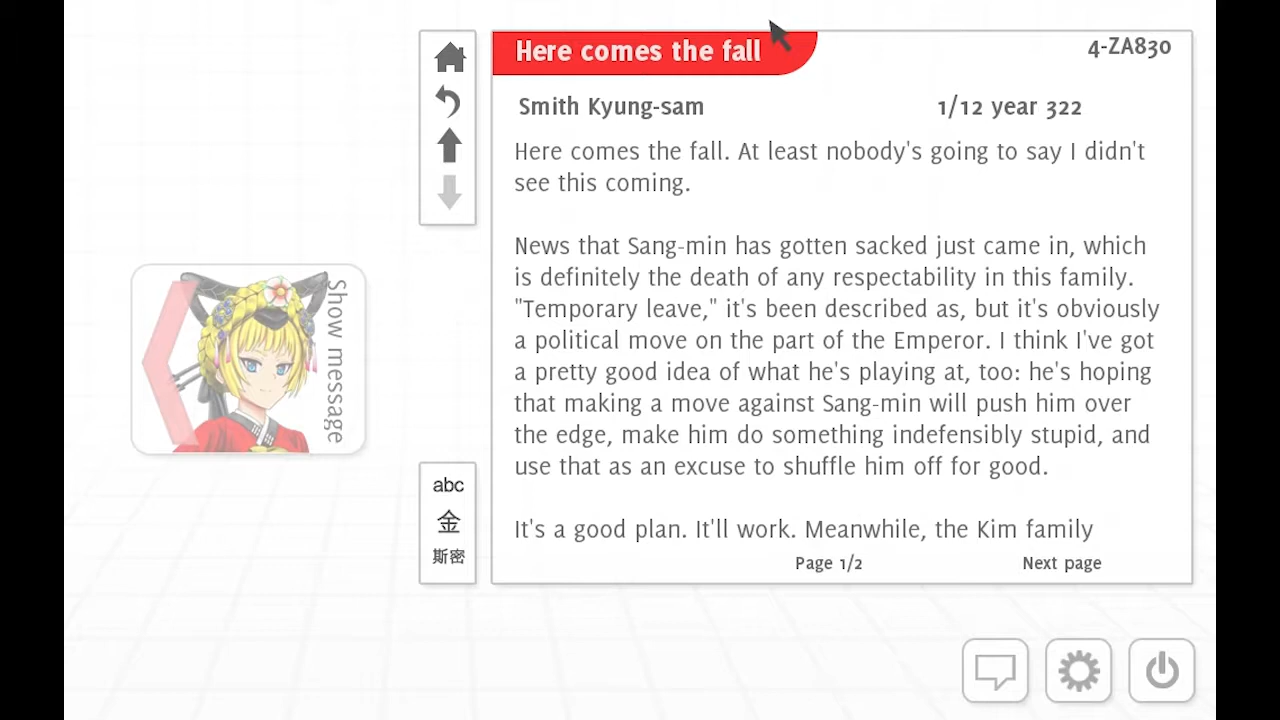 Here comes the fall
4-ZA830
Smith Kyung-sam
1/12 year 322
Here comes the fall. At least nobody's going to say I didn't
see this coming.
News that Sang-min has gotten sacked just came in, which
is definitely the death of any respectability in this family.
"Temporary leave," it's been described as, but it's obviously
a political move on the part of the Emperor. I think I've got
a pretty good idea of what he's playing at, too: he's hoping
that making a move against Sang-min will push him over
the edge, make him do something indefensibly stupid, and
use that as an excuse to shuffle him off for good.
It's a good plan. It'll work. Meanwhile, the Kim family
Page 1/2
Next page
Show message
abc
金
斯密